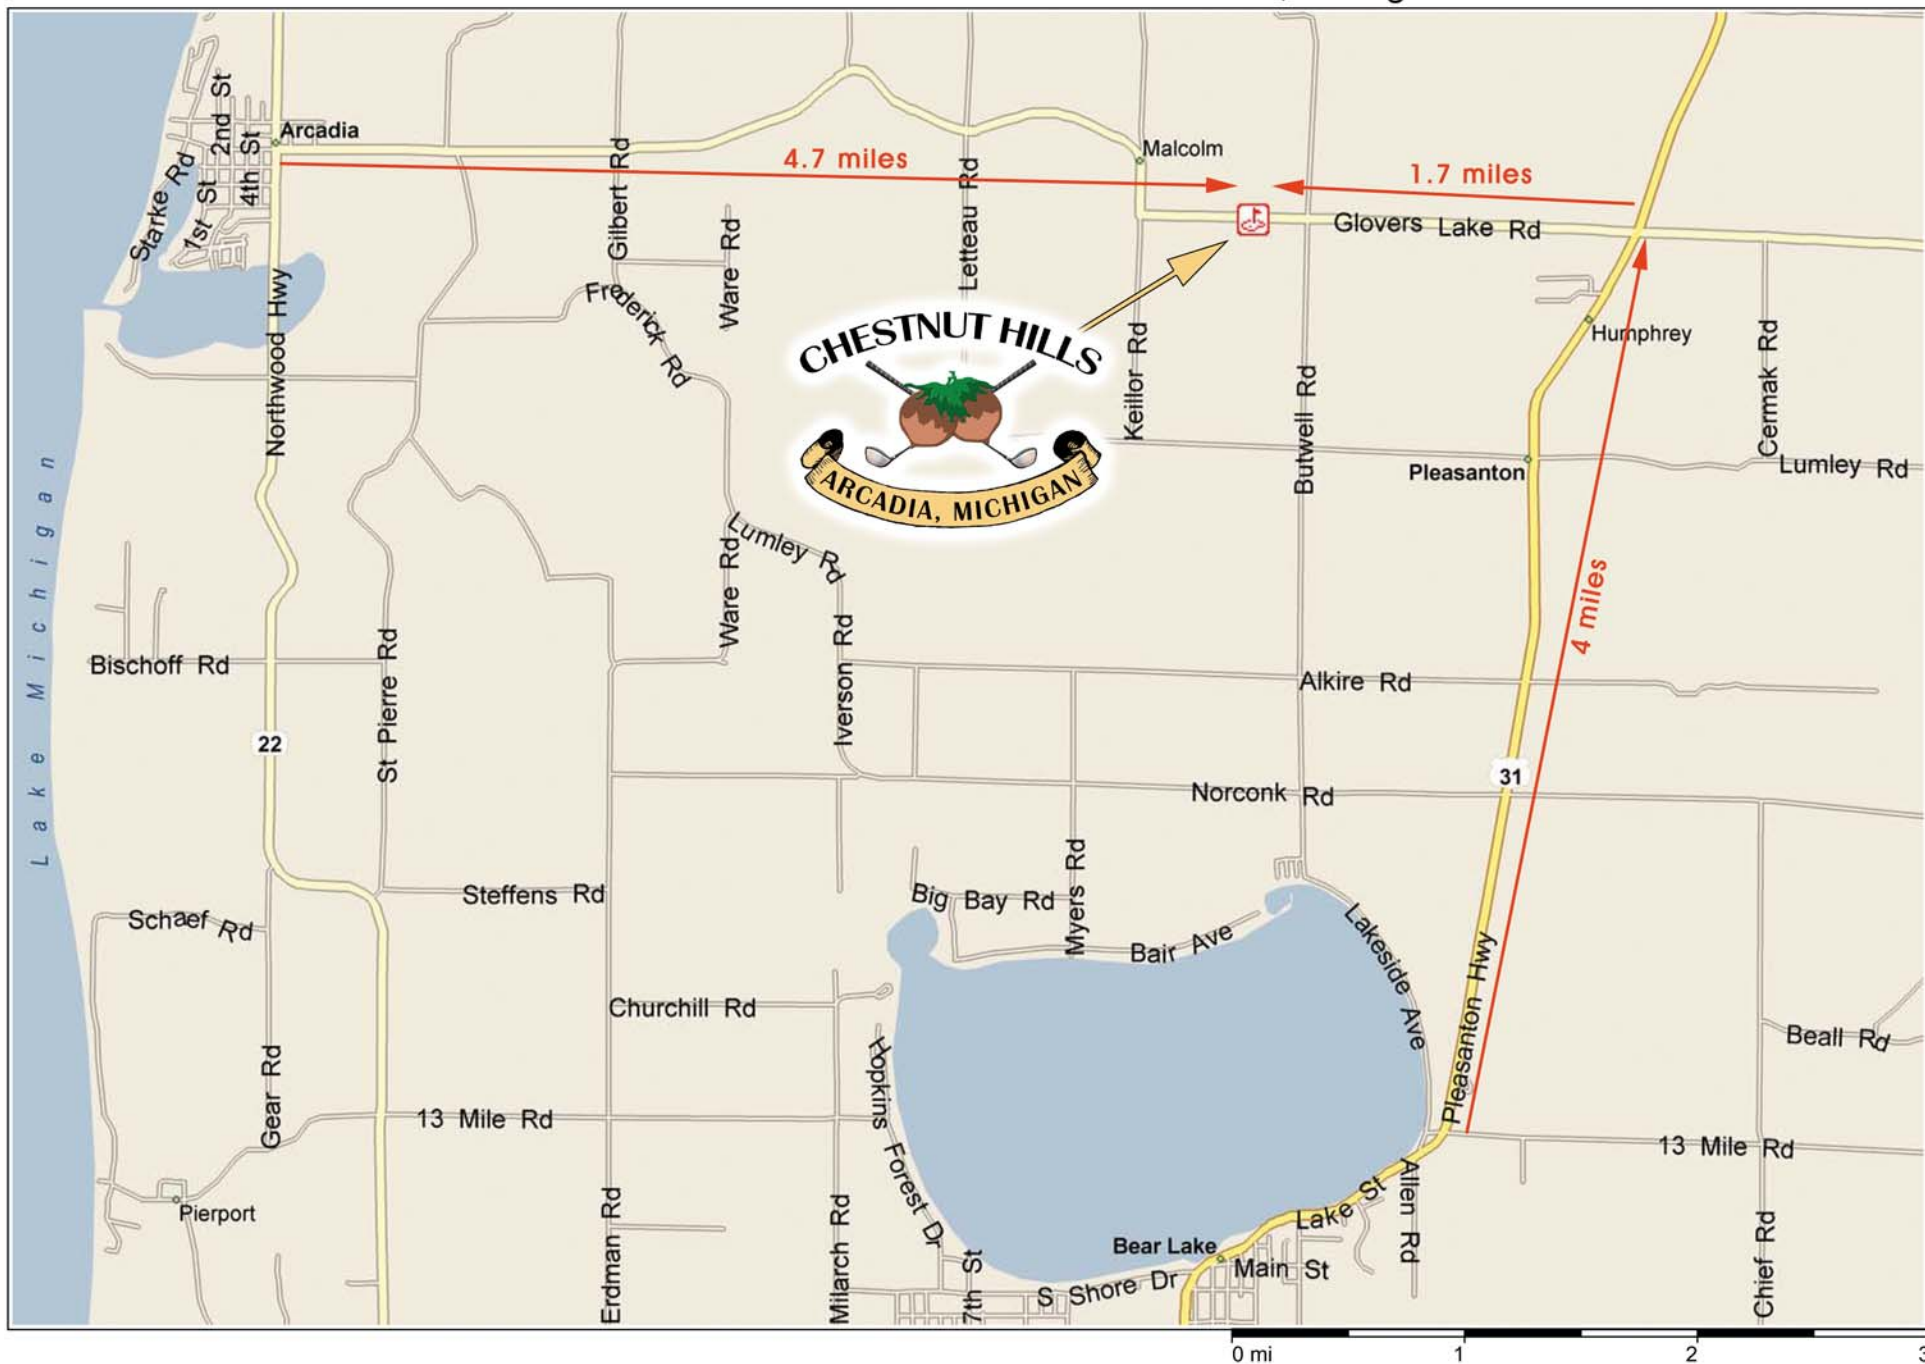 2nd St
Arcadia
4th St
Starke Rd
1st St
Gilbert Rd
4.7 miles
Letteau Rd
Malcolm
1.7 miles
Glovers Lake Rd
Northwood Hwy
Ware Rd
Frederick Rd
CHESTNUT HILLS
ARCADIA, MICHIGAN
Keillor Rd
Butwell Rd
Humphrey
Cermak Rd
Pleasanton
Lumley Rd
Lake Michigan
Lumley Rd
Ware Rd
4 miles
Bischoff Rd
St Pierre Rd
Iverson Rd
Alkire Rd
22
31
Norconk Rd
Steffens Rd
Big Bay Rd
Myers Rd
Schaef Rd
Bair Ave
Lakeside Ave
Pleasanton Hwy
Churchill Rd
Beall Rd
Gear Rd
13 Mile Rd
Hopkins Forest Dr
13 Mile Rd
Pierport
Erdman Rd
Milarch Rd
7th St
Bear Lake
Lake St
Allen Rd
Main St
S Shore Dr
Chief Rd
0 mi 1 2 3